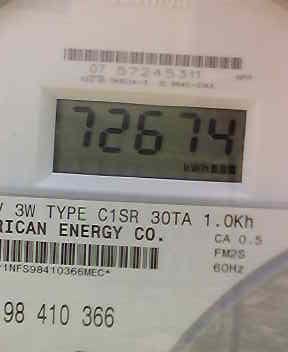 07 57245311
72674
kWh
V 3W TYPE C1SR 30TA 1.0Kh
RICAN ENERGY CO.
CA 0.5
FM2S
60Hz
*1NFS98410366MEC*
98 410 366